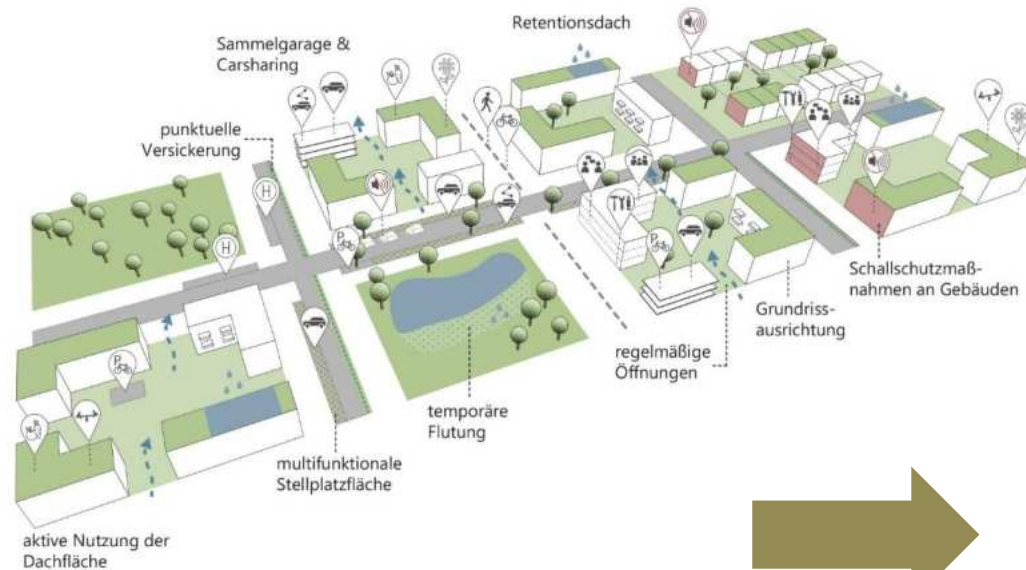 Retentionsdach
Sammelgarage &
Carsharing
punktuelle
Versickerung
H
H
P
P
P
Schallschutzmaß-
nahmen an Gebäuden
Grundriss-
ausrichtung
regelmäßige
Öffnungen
temporäre
Flutung
multifunktionale
Stellplatzfläche
aktive Nutzung der
Dachfläche